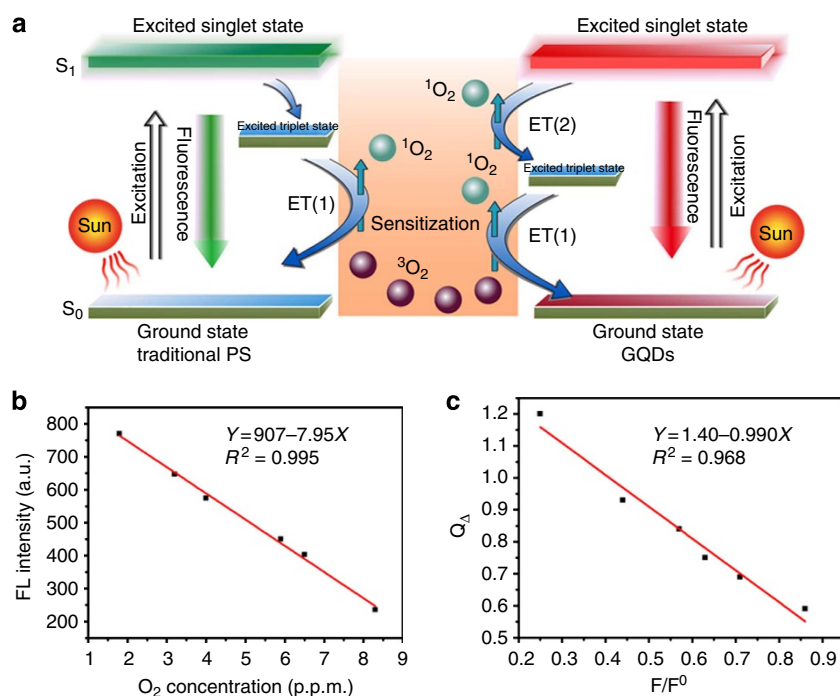 a
Excited singlet state
Excited singlet state
S₁
¹O₂
ET(2)
Excited triplet state
¹O₂
¹O₂
Excited triplet state
Excitation
Fluorescence
Fluorescence
Excitation
ET(1)
Sensitization
ET(1)
Sun
Sun
³O₂
S₀
Ground state
traditional PS
Ground state
GQDs
b
800
700
600
500
400
300
200
FL intensity (a.u.)
Y=907–7.95X
R² = 0.995
1 2 3 4 5 6 7 8 9
O₂ concentration (p.p.m.)
c
1.2
1.1
1.0
0.9
0.8
0.7
0.6
0.5
Q_Δ
Y=1.40–0.990X
R² = 0.968
0.2 0.3 0.4 0.5 0.6 0.7 0.8 0.9
F/F⁰